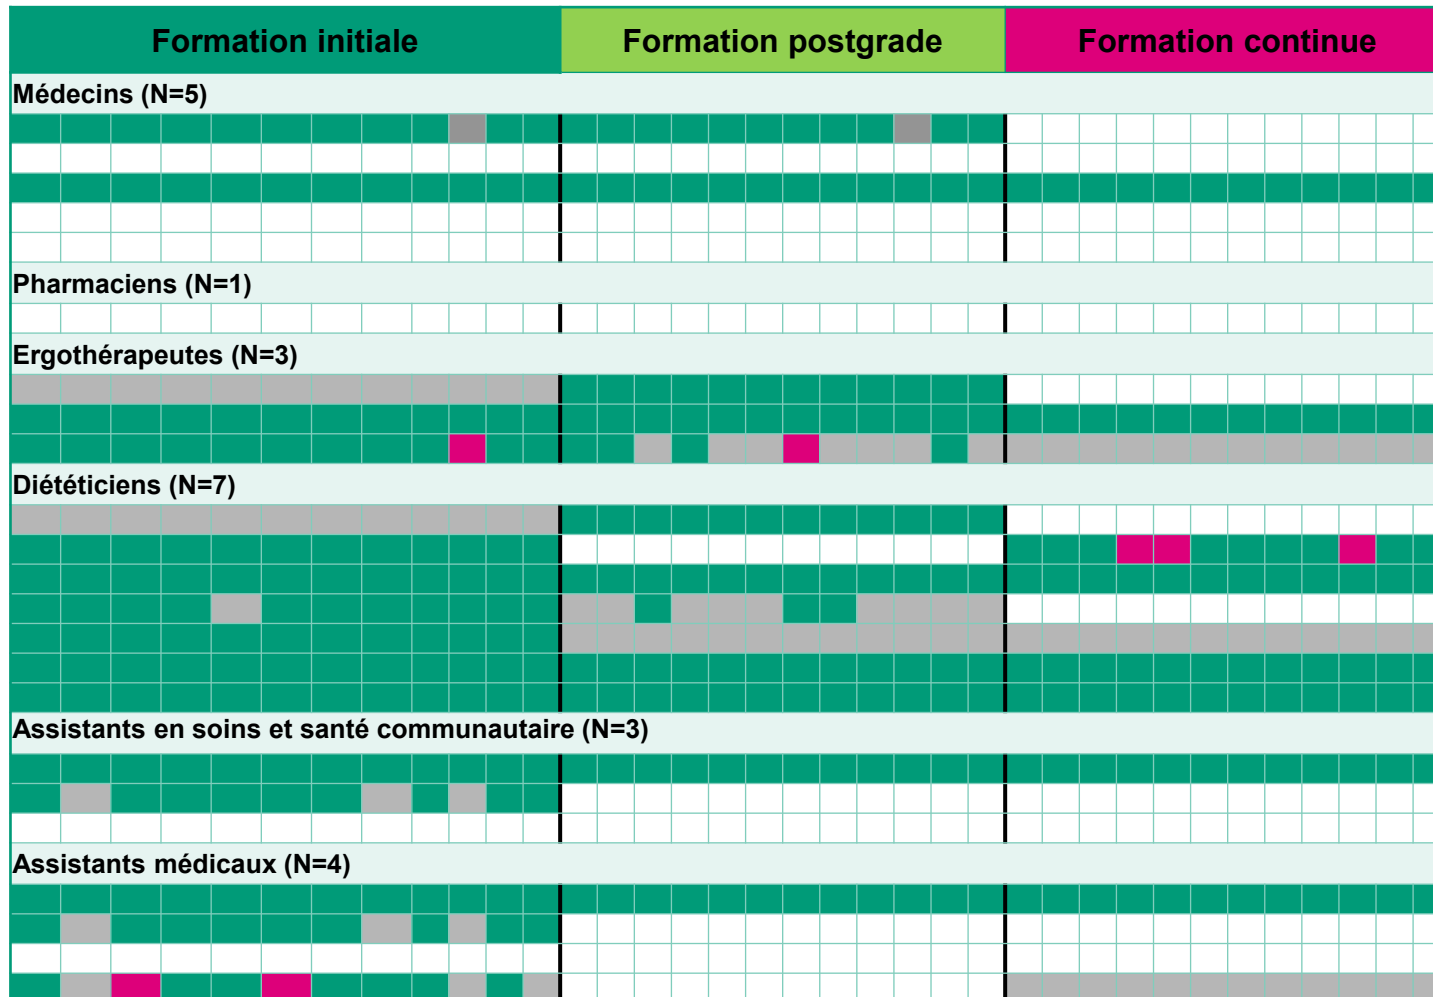 Formation initiale Formation postgrade Formation continue
Médecins (N=5)
Pharmaciens (N=1)
Ergothérapeutes (N=3)
Diététiciens (N=7)
Assistants en soins et santé communautaire (N=3)
Assistants médicaux (N=4)